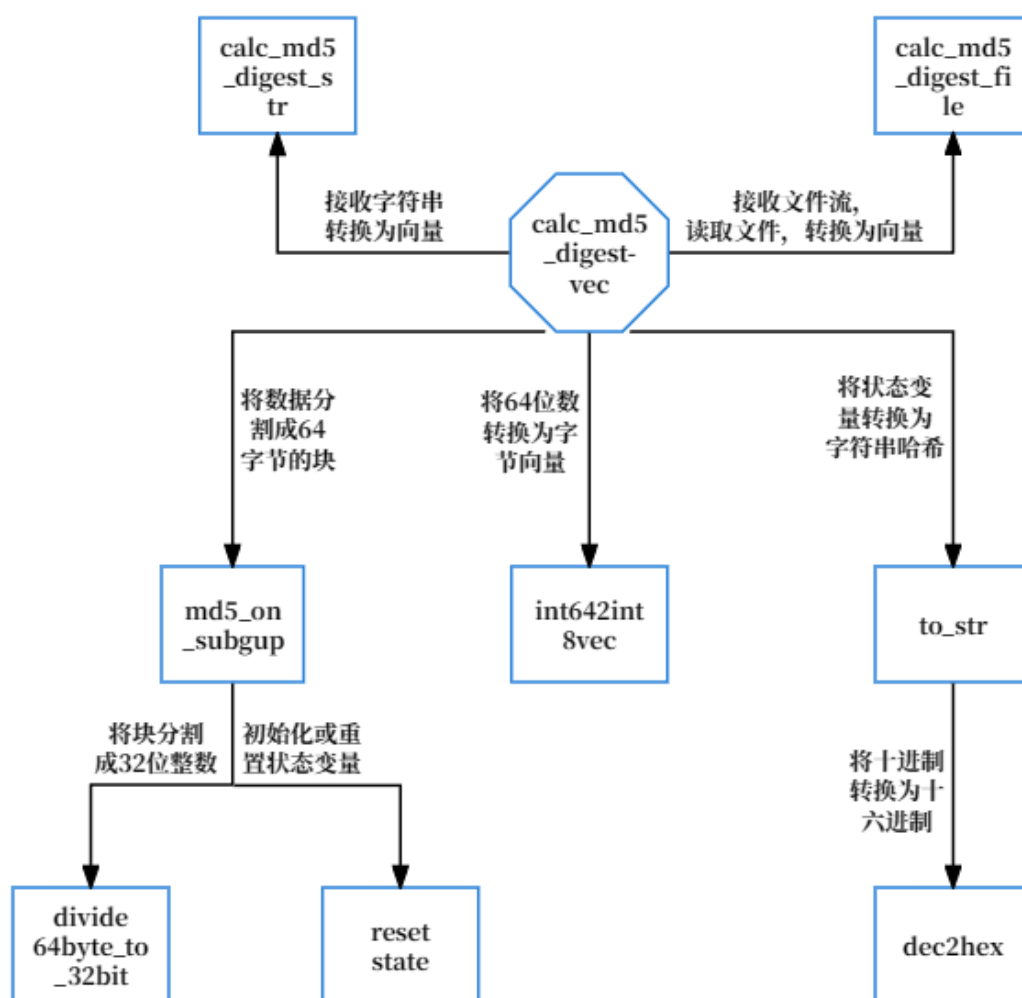 calc_md5
_digest_s
tr
calc_md5
_digest_fi
le
接收字符串
转换为向量
calc_md5
_digest-
vec
接收文件流,
读取文件，转换为向量
将数据分
割成64
字节的块
将64位数
转换为字
节向量
将状态变
量转换为
字符串哈希
md5_on
_subgup
int642int
8vec
to_str
将块分割
成32位整数
初始化或重
置状态变量
将十进制
转换为十
六进制
divide
64byte_to
_32bit
reset
state
dec2hex